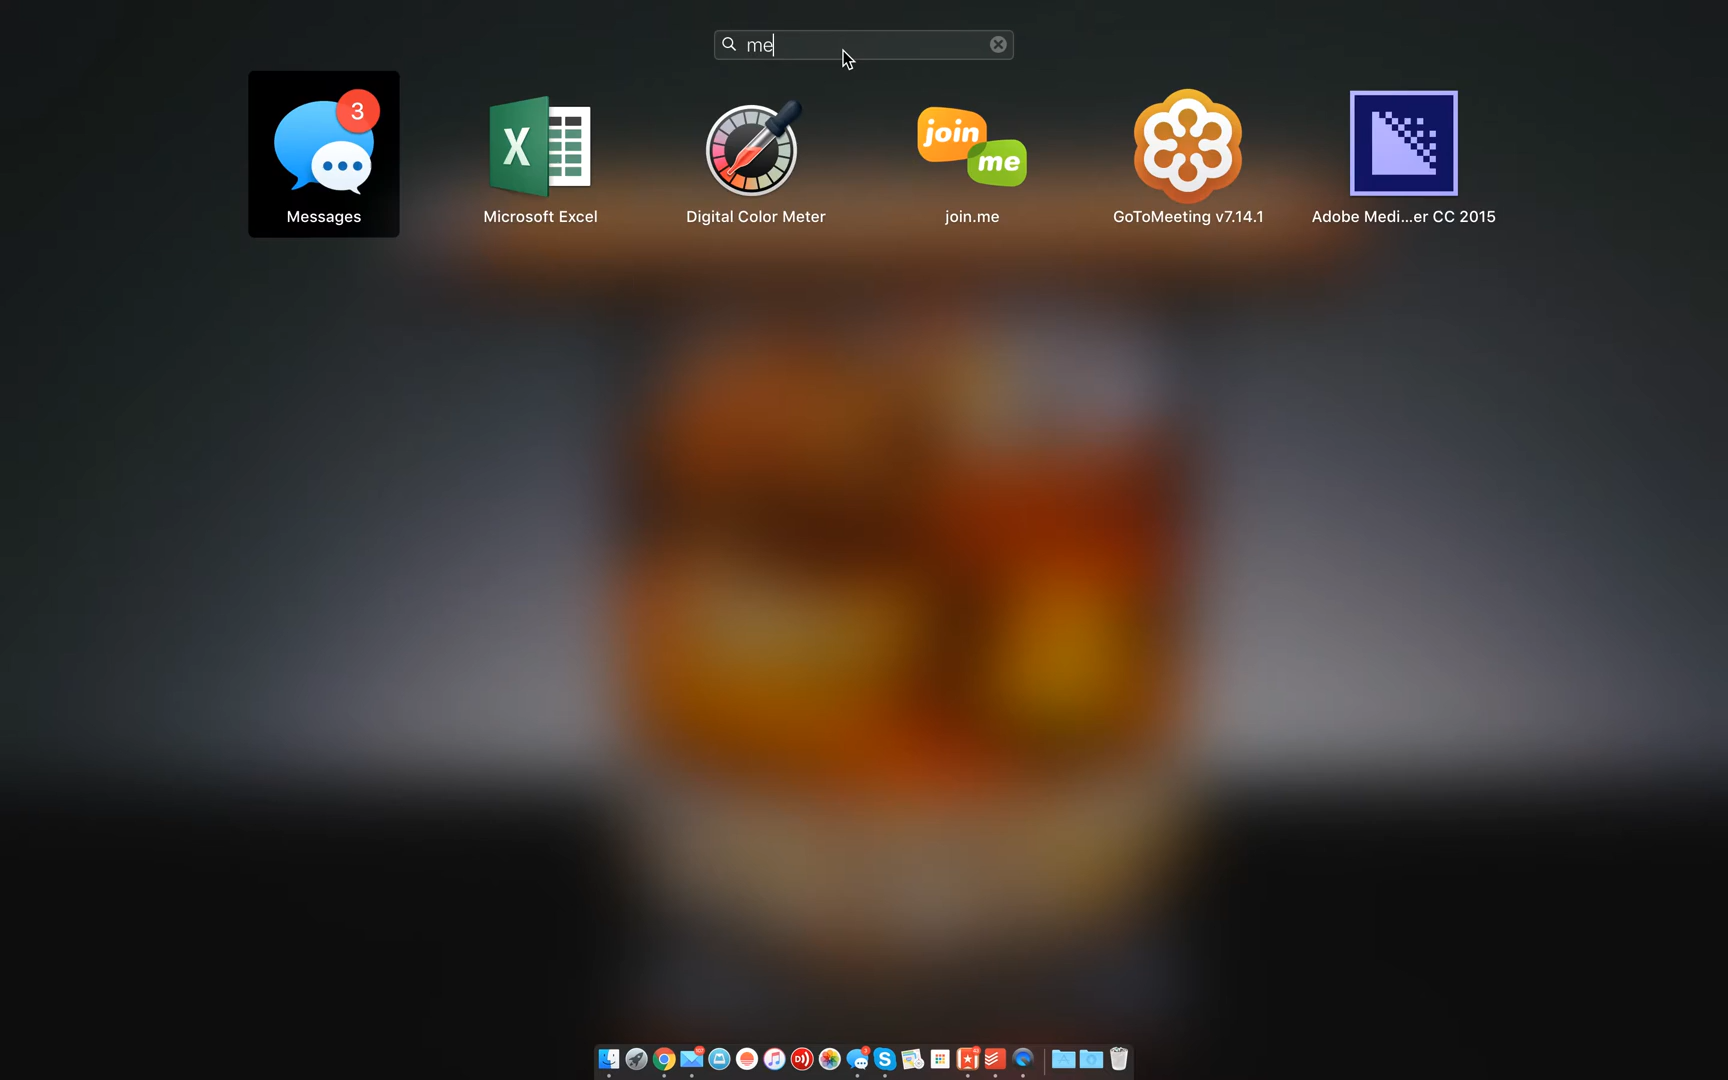 me
3
join
me
X
Messages
Microsoft Excel
Digital Color Meter
join.me
GoToMeeting v7.14.1
Adobe Medi...er CC 2015